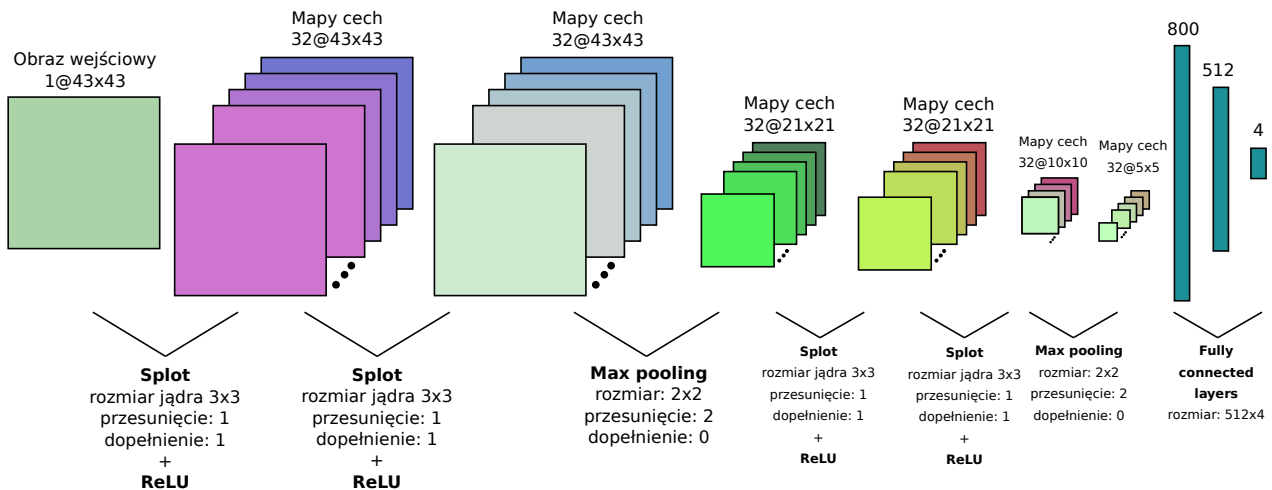 Obraz wejściowy
1@43x43
Mapy cech
32@43x43
Mapy cech
32@43x43
Mapy cech
32@21x21
Mapy cech
32@21x21
Mapy cech
32@10x10
Mapy cech
32@5x5
800
512
4
Splot
rozmiar jądra 3x3
przesunięcie: 1
dopełnienie: 1
+
ReLU
Splot
rozmiar jądra 3x3
przesunięcie: 1
dopełnienie: 1
+
ReLU
Max pooling
rozmiar: 2x2
przesunięcie: 2
dopełnienie: 0
Splot
rozmiar jądra 3x3
przesunięcie: 1
dopełnienie: 1
+
ReLU
Splot
rozmiar jądra 3x3
przesunięcie: 1
dopełnienie: 1
+
ReLU
Max pooling
rozmiar: 2x2
przesunięcie: 2
dopełnienie: 0
Fully
connected
layers
rozmiar: 512x4